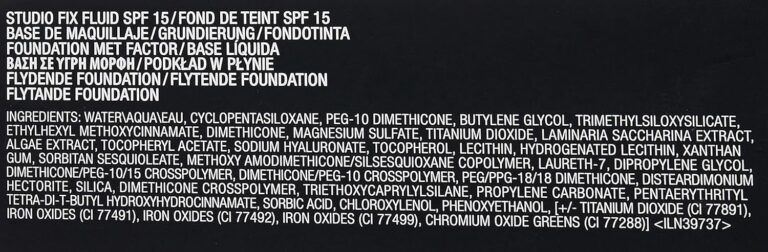 STUDIO FIX FLUID SPF 15/FOND DE TEINT SPF 15
BASE DE MAQUILLAJE/GRUNDIERUNG/FONDOTINTA
FOUNDATION MET FACTOR/BASE LÍQUIDA
ΒΑΣΗ ΣΕ ΥΓΡΗ ΜΟΡΦΗ/PODKŁAD W PŁYNIE
FLYDENDE FOUNDATION/FLYTENDE FOUNDATION
FLYTANDE FOUNDATION
INGREDIENTS: WATER\AQUA\EAU, CYCLOPENTASILOXANE, PEG-10 DIMETHICONE, BUTYLENE GLYCOL, TRIMETHYLSILOXYSILICATE,
ETHYLHEXYL METHOXYCINNAMATE, DIMETHICONE, MAGNESIUM SULFATE, TITANIUM DIOXIDE, LAMINARIA SACCHARINA EXTRACT,
ALGAE EXTRACT, TOCOPHERYL ACETATE, SODIUM HYALURONATE, TOCOPHEROL, LECITHIN, HYDROGENATED LECITHIN, XANTHAN
GUM, SORBITAN SESQUIOLEATE, METHOXY AMODIMETHICONE/SILSESQUIOXANE COPOLYMER, LAURETH-7, DIPROPYLENE GLYCOL,
DIMETHICONE/PEG-10/15 CROSSPOLYMER, DIMETHICONE/PEG-10 CROSSPOLYMER, PEG/PPG-18/18 DIMETHICONE, DISTEARDIMONIUM
HECTORITE, SILICA, DIMETHICONE CROSSPOLYMER, TRIETHOXYCAPRYLYLSILANE, PROPYLENE CARBONATE, PENTAERYTHRITYL
TETRA-DI-T-BUTYL HYDROXYHYDROCINNAMATE, SORBIC ACID, CHLOROXYLENOL, PHENOXYETHANOL, [+/- TITANIUM DIOXIDE (CI 77891),
IRON OXIDES (CI 77491), IRON OXIDES (CI 77492), IRON OXIDES (CI 77499), CHROMIUM OXIDE GREENS (CI 77288)] <ILN39737>